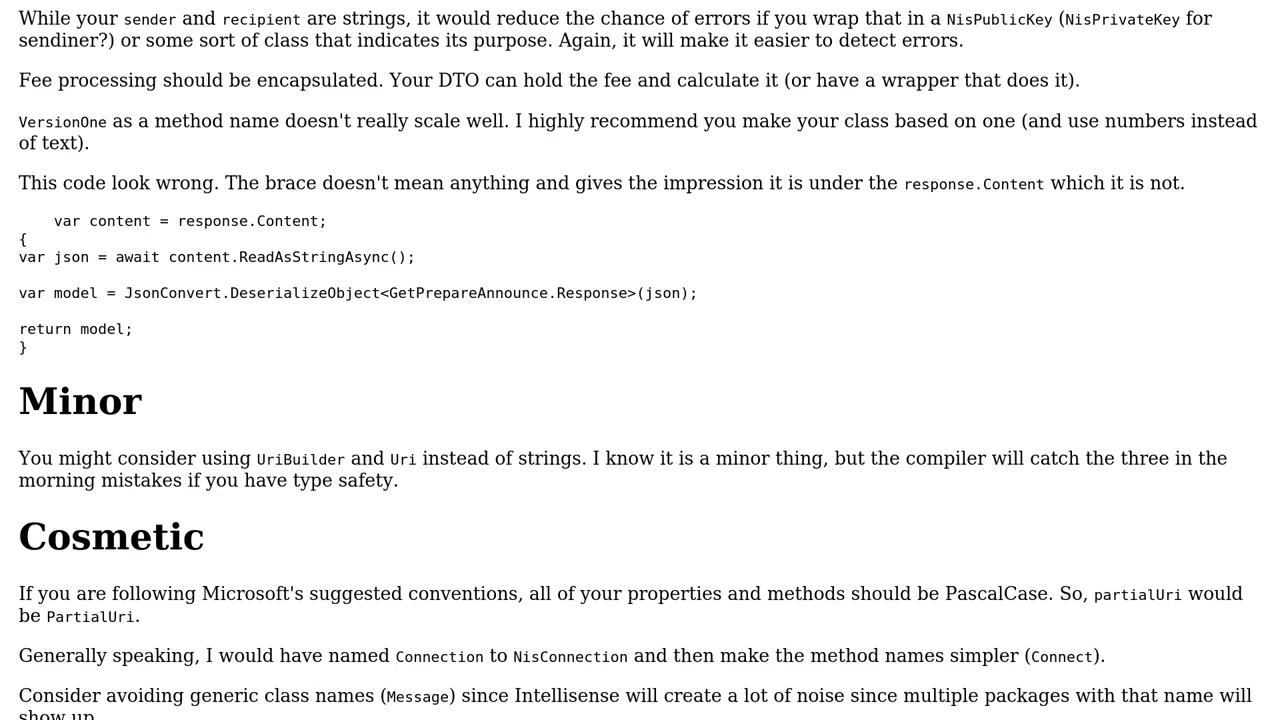 While your sender and recipient are strings, it would reduce the chance of errors if you wrap that in a NisPublicKey (NisPrivateKey for
sendiner?) or some sort of class that indicates its purpose. Again, it will make it easier to detect errors.
Fee processing should be encapsulated. Your DTO can hold the fee and calculate it (or have a wrapper that does it).
VersionOne as a method name doesn't really scale well. I highly recommend you make your class based on one (and use numbers instead
of text).
This code look wrong. The brace doesn't mean anything and gives the impression it is under the response.Content which it is not.
    var content = response.Content;
{
var json = await content.ReadAsStringAsync();
var model = JsonConvert.DeserializeObject<GetPrepareAnnounce.Response>(json);
return model;
}
Minor
You might consider using UriBuilder and Uri instead of strings. I know it is a minor thing, but the compiler will catch the three in the
morning mistakes if you have type safety.
Cosmetic
If you are following Microsoft's suggested conventions, all of your properties and methods should be PascalCase. So, partialUri would
be PartialUri.
Generally speaking, I would have named Connection to NisConnection and then make the method names simpler (Connect).
Consider avoiding generic class names (Message) since Intellisense will create a lot of noise since multiple packages with that name will
show up.